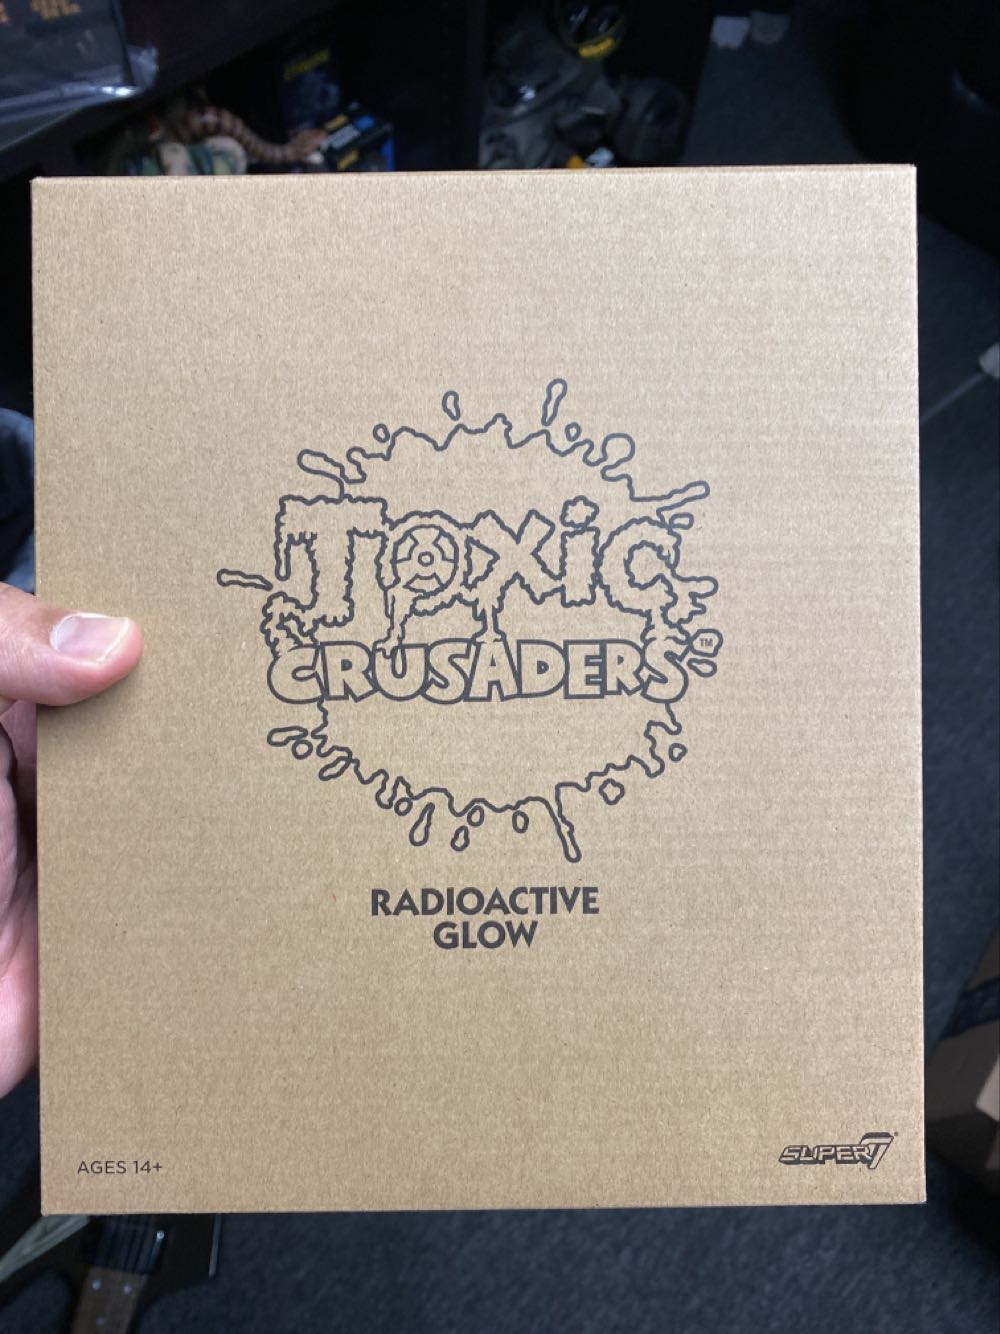 Toxic
CRUSADERS™
RADIOACTIVE
GLOW
AGES 14+
SUPER7®